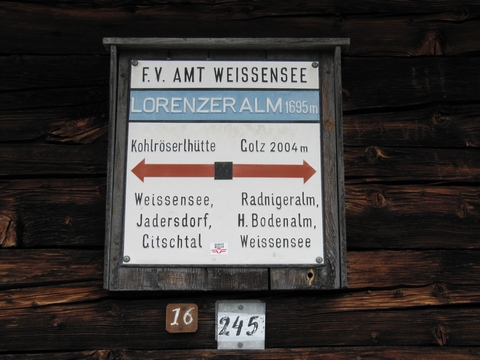 F.V. AMT WEISSENSEE
LORENZERALM 1695m
Kohlröserlhütte Golz 2004m
Weissensee, Radnigeralm,
Jadersdorf, H.Bodenalm,
Gitschtal Weissensee
16
245